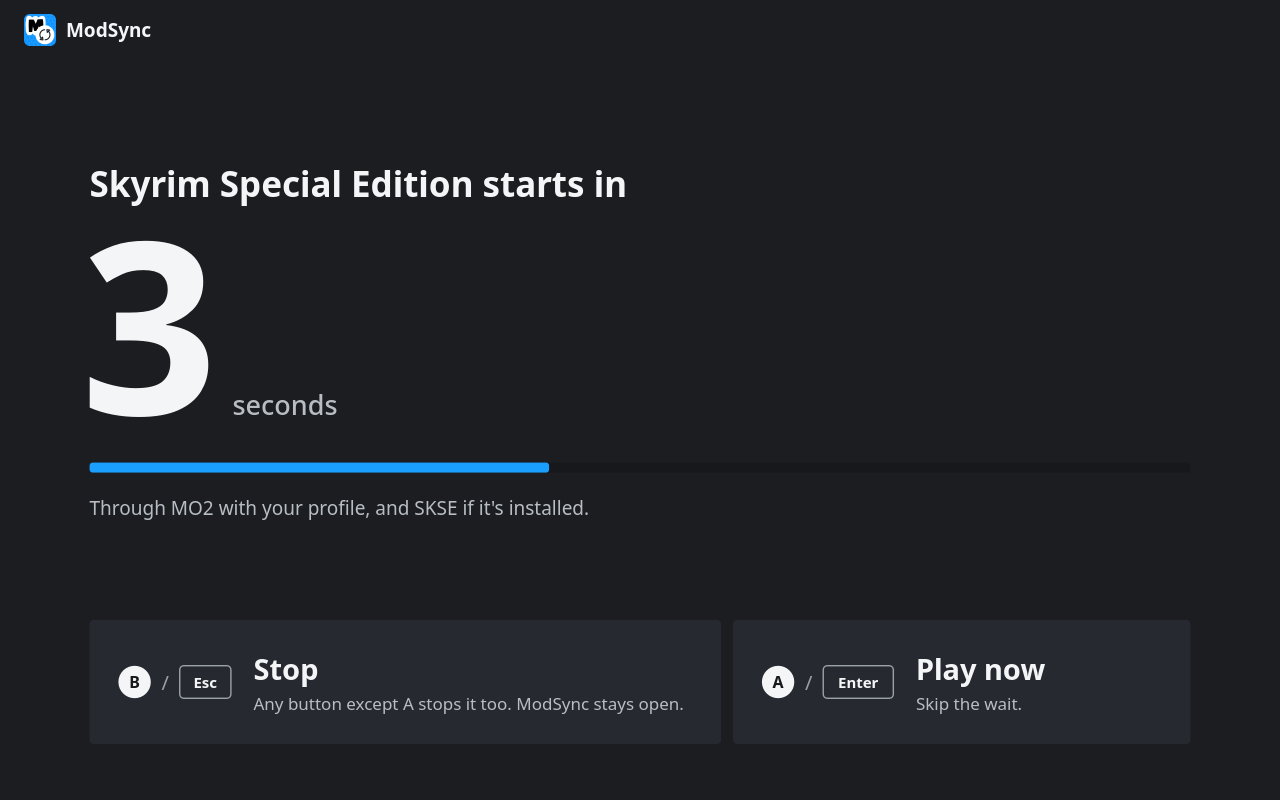 ModSync
Skyrim Special Edition starts in
3 seconds
Through MO2 with your profile, and SKSE if it's installed.
B / Esc Stop
Any button except A stops it too. ModSync stays open.
A / Enter Play now
Skip the wait.